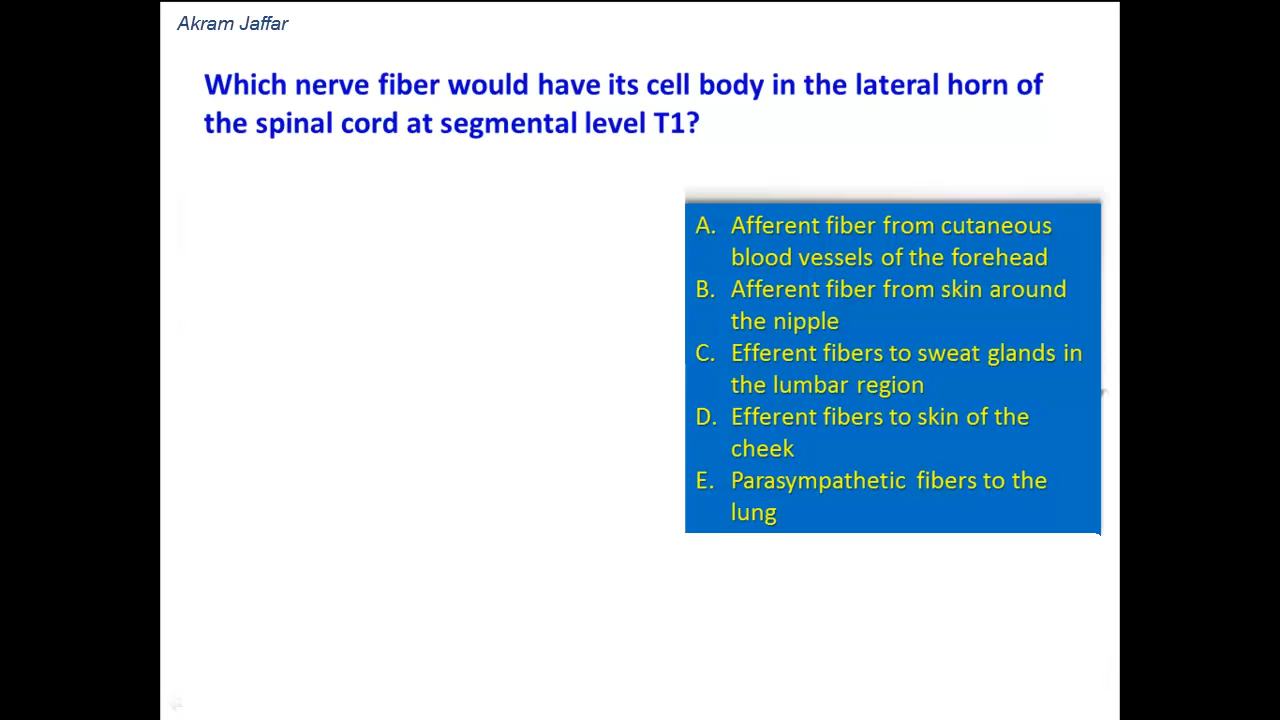 Akram Jaffar
Which nerve fiber would have its cell body in the lateral horn of
the spinal cord at segmental level T1?
A. Afferent fiber from cutaneous
blood vessels of the forehead
B. Afferent fiber from skin around
the nipple
C. Efferent fibers to sweat glands in
the lumbar region
D. Efferent fibers to skin of the
cheek
E. Parasympathetic fibers to the
lung